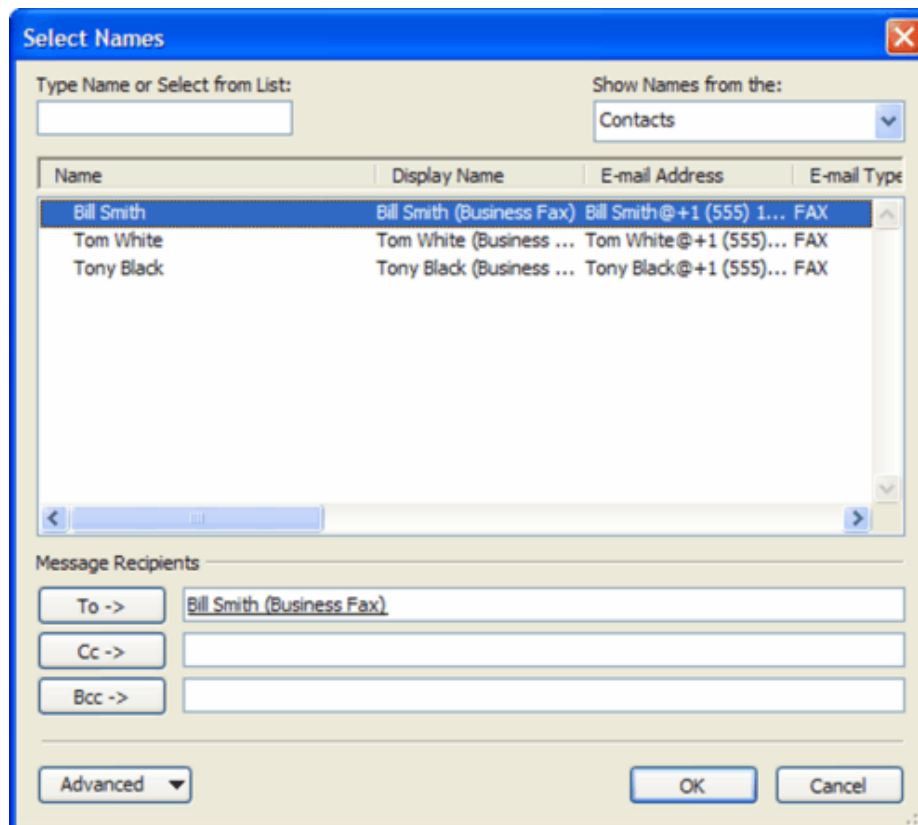 Select Names
Type Name or Select from List:
Show Names from the:
Contacts
Name Display Name E-mail Address E-mail Type
Bill Smith Bill Smith (Business Fax) Bill Smith@+1 (555) 1... FAX
Tom White Tom White (Business ... Tom White@+1 (555)... FAX
Tony Black Tony Black (Business ... Tony Black@+1 (555)... FAX
Message Recipients
To -> Bill Smith (Business Fax)
Cc ->
Bcc ->
Advanced OK Cancel